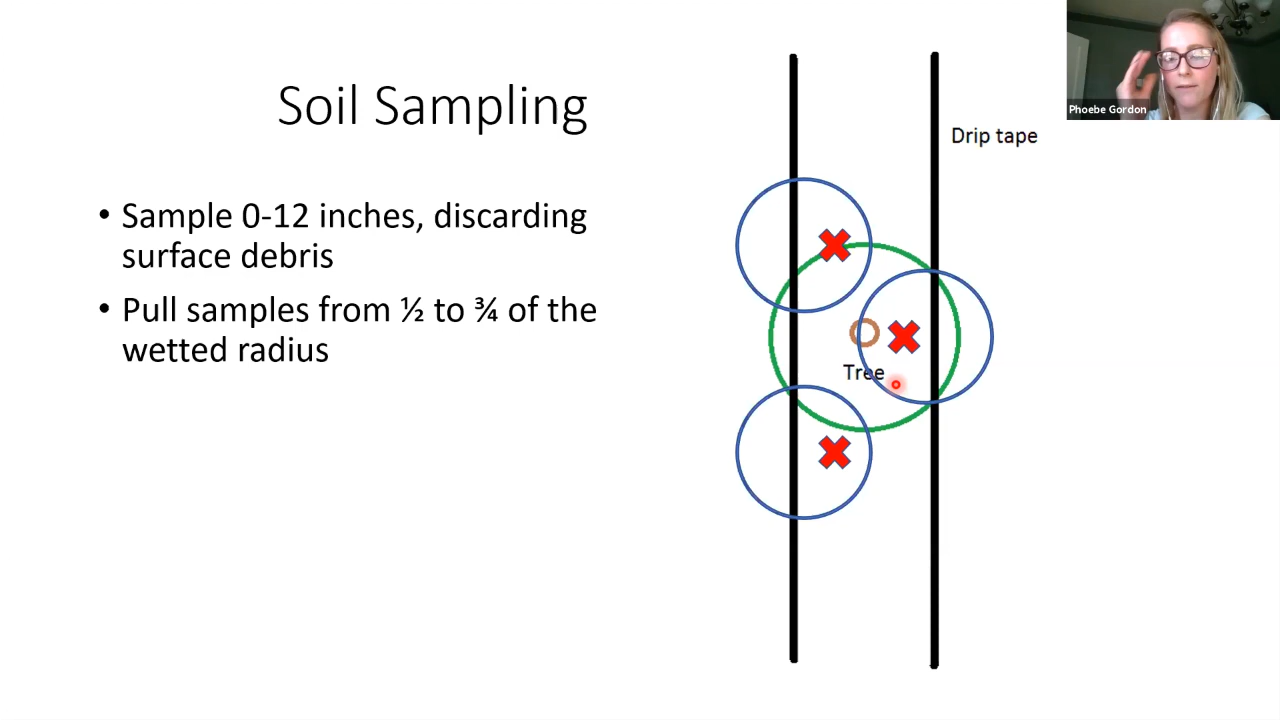 Soil Sampling
• Sample 0-12 inches, discarding
surface debris
• Pull samples from ½ to ¾ of the
wetted radius
Drip tape
Tree
Phoebe Gordon